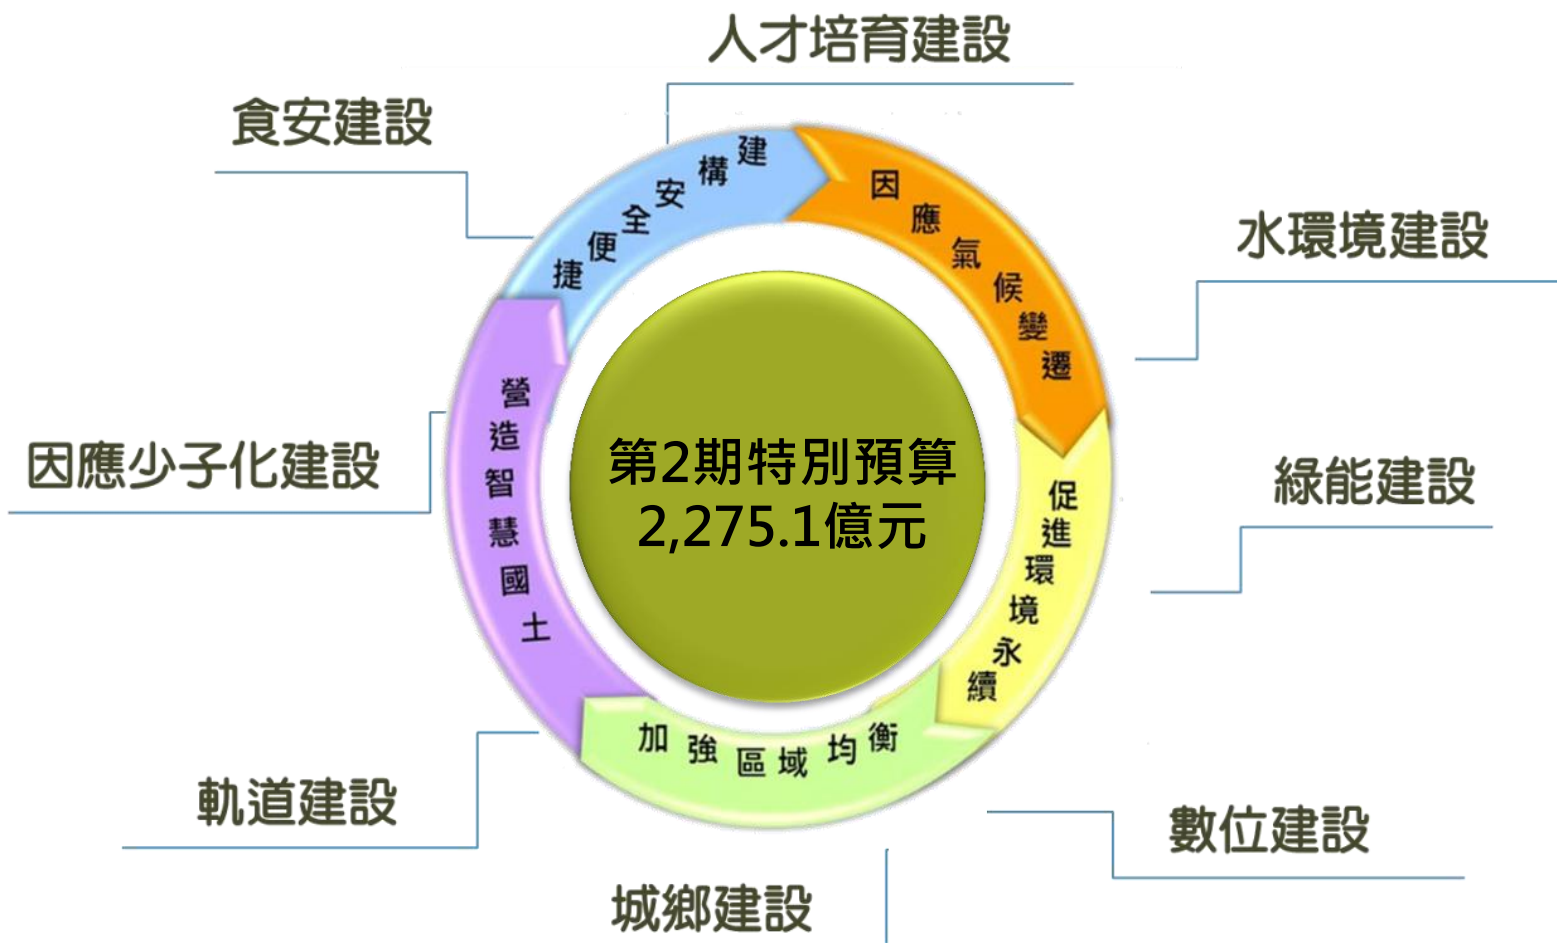 人才培育建設
食安建設
水環境建設
因應少子化建設
綠能建設
軌道建設
數位建設
城鄉建設
建構安全便捷
因應氣候變遷
促進環境永續
加強區域均衡
營造智慧國土
第2期特別預算
2,275.1億元